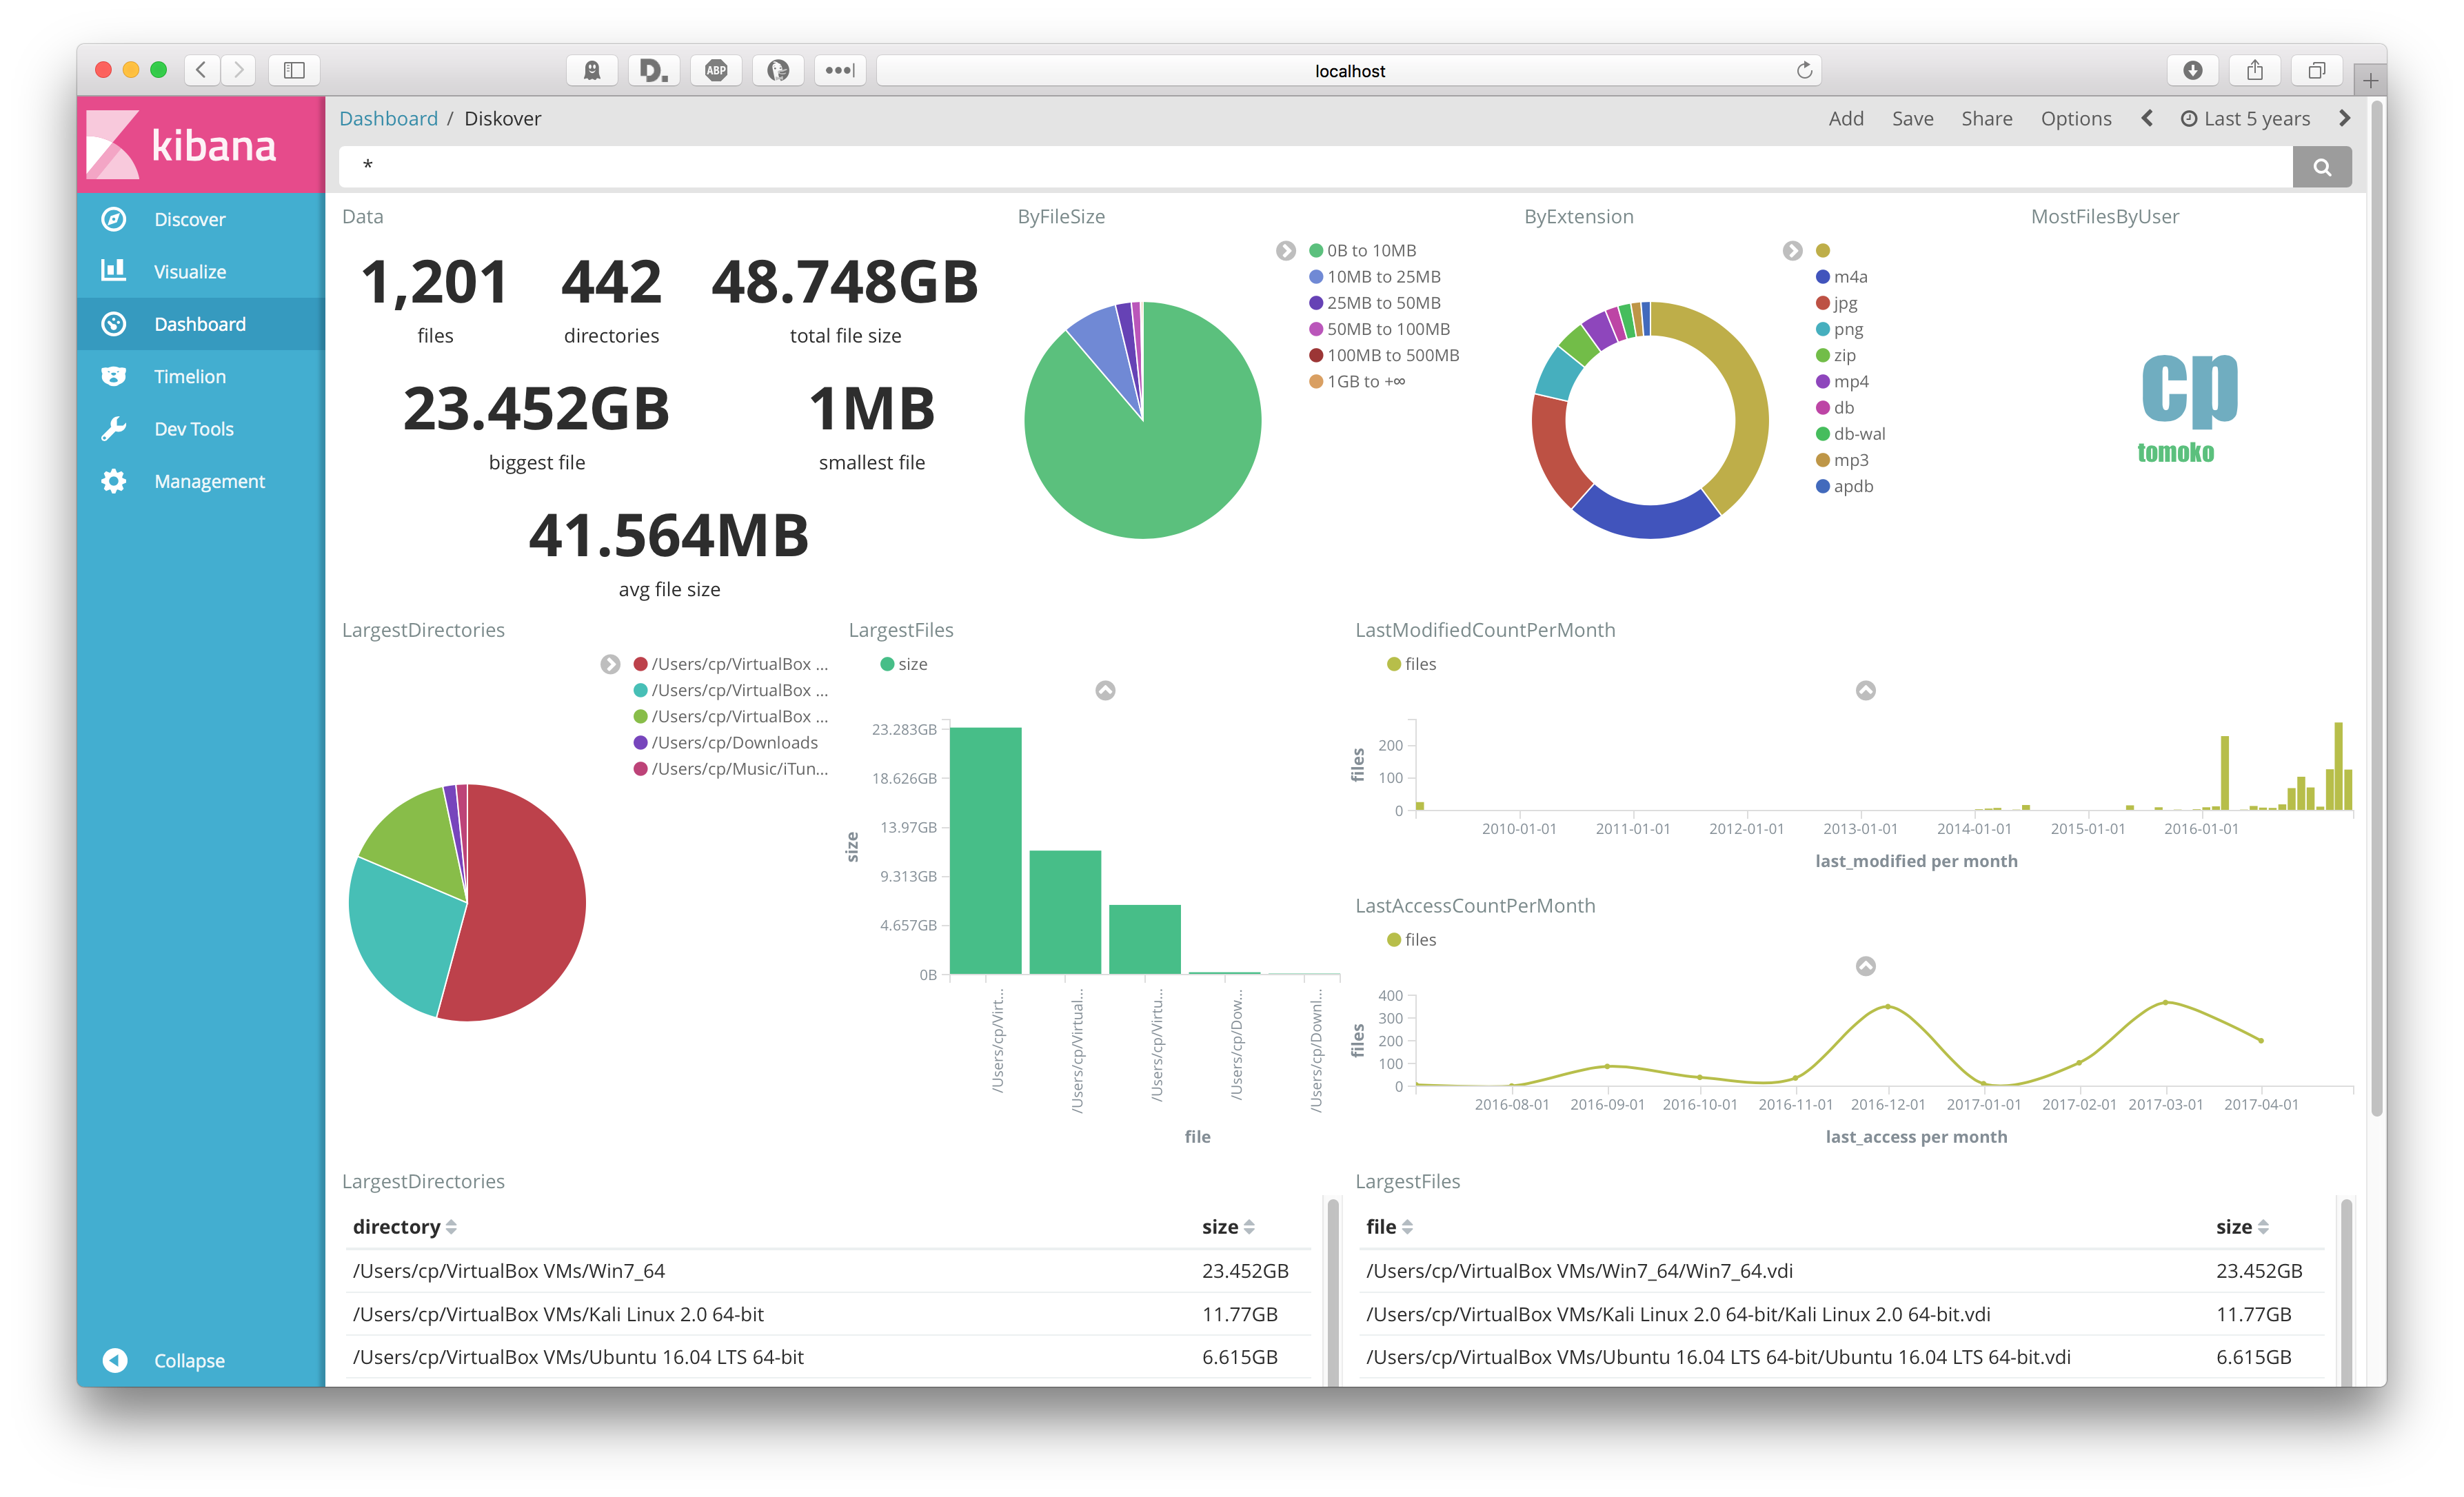 localhost
D.
ABP
kibana
Dashboard / Diskover
Add Save Share Options Last 5 years
*
Discover
Visualize
Dashboard
Timelion
Dev Tools
Management
Collapse
Data
1,201
files
442
directories
48.748GB
total file size
23.452GB
biggest file
1MB
smallest file
41.564MB
avg file size
ByFileSize
0B to 10MB
10MB to 25MB
25MB to 50MB
50MB to 100MB
100MB to 500MB
1GB to +∞
ByExtension
m4a
jpg
png
zip
mp4
db
db-wal
mp3
apdb
MostFilesByUser
cp
tomoko
LargestDirectories
/Users/cp/VirtualBox ...
/Users/cp/VirtualBox ...
/Users/cp/VirtualBox ...
/Users/cp/Downloads
/Users/cp/Music/iTun...
LargestFiles
size
23.283GB
18.626GB
13.97GB
9.313GB
4.657GB
0B
size
/Users/cp/Virt...
/Users/cp/Virtual...
/Users/cp/Virtu...
/Users/cp/Dow...
/Users/cp/Downl...
file
LastModifiedCountPerMonth
files
200
100
0
files
2010-01-01 2011-01-01 2012-01-01 2013-01-01 2014-01-01 2015-01-01 2016-01-01
last_modified per month
LastAccessCountPerMonth
files
400
300
200
100
0
files
2016-08-01 2016-09-01 2016-10-01 2016-11-01 2016-12-01 2017-01-01 2017-02-01 2017-03-01 2017-04-01
last_access per month
LargestDirectories
directory size
/Users/cp/VirtualBox VMs/Win7_64 23.452GB
/Users/cp/VirtualBox VMs/Kali Linux 2.0 64-bit 11.77GB
/Users/cp/VirtualBox VMs/Ubuntu 16.04 LTS 64-bit 6.615GB
LargestFiles
file size
/Users/cp/VirtualBox VMs/Win7_64/Win7_64.vdi 23.452GB
/Users/cp/VirtualBox VMs/Kali Linux 2.0 64-bit/Kali Linux 2.0 64-bit.vdi 11.77GB
/Users/cp/VirtualBox VMs/Ubuntu 16.04 LTS 64-bit/Ubuntu 16.04 LTS 64-bit.vdi 6.615GB